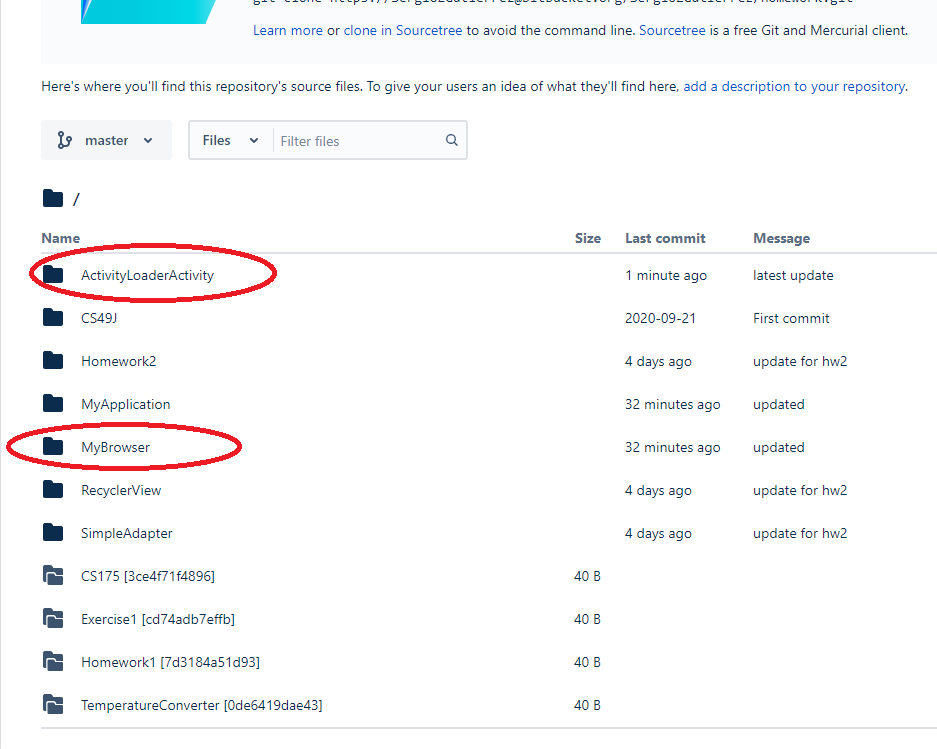 Learn more or clone in Sourcetree to avoid the command line. Sourcetree is a free Git and Mercurial client.
Here's where you'll find this repository's source files. To give your users an idea of what they'll find here, add a description to your repository.
master Files Filter files
/
Name Size Last commit Message
ActivityLoaderActivity 1 minute ago latest update
CS49J 2020-09-21 First commit
Homework2 4 days ago update for hw2
MyApplication 32 minutes ago updated
MyBrowser 32 minutes ago updated
RecyclerView 4 days ago update for hw2
SimpleAdapter 4 days ago update for hw2
CS175 [3ce4f71f4896] 40 B
Exercise1 [cd74adb7effb] 40 B
Homework1 [7d3184a51d93] 40 B
TemperatureConverter [0de6419dae43] 40 B